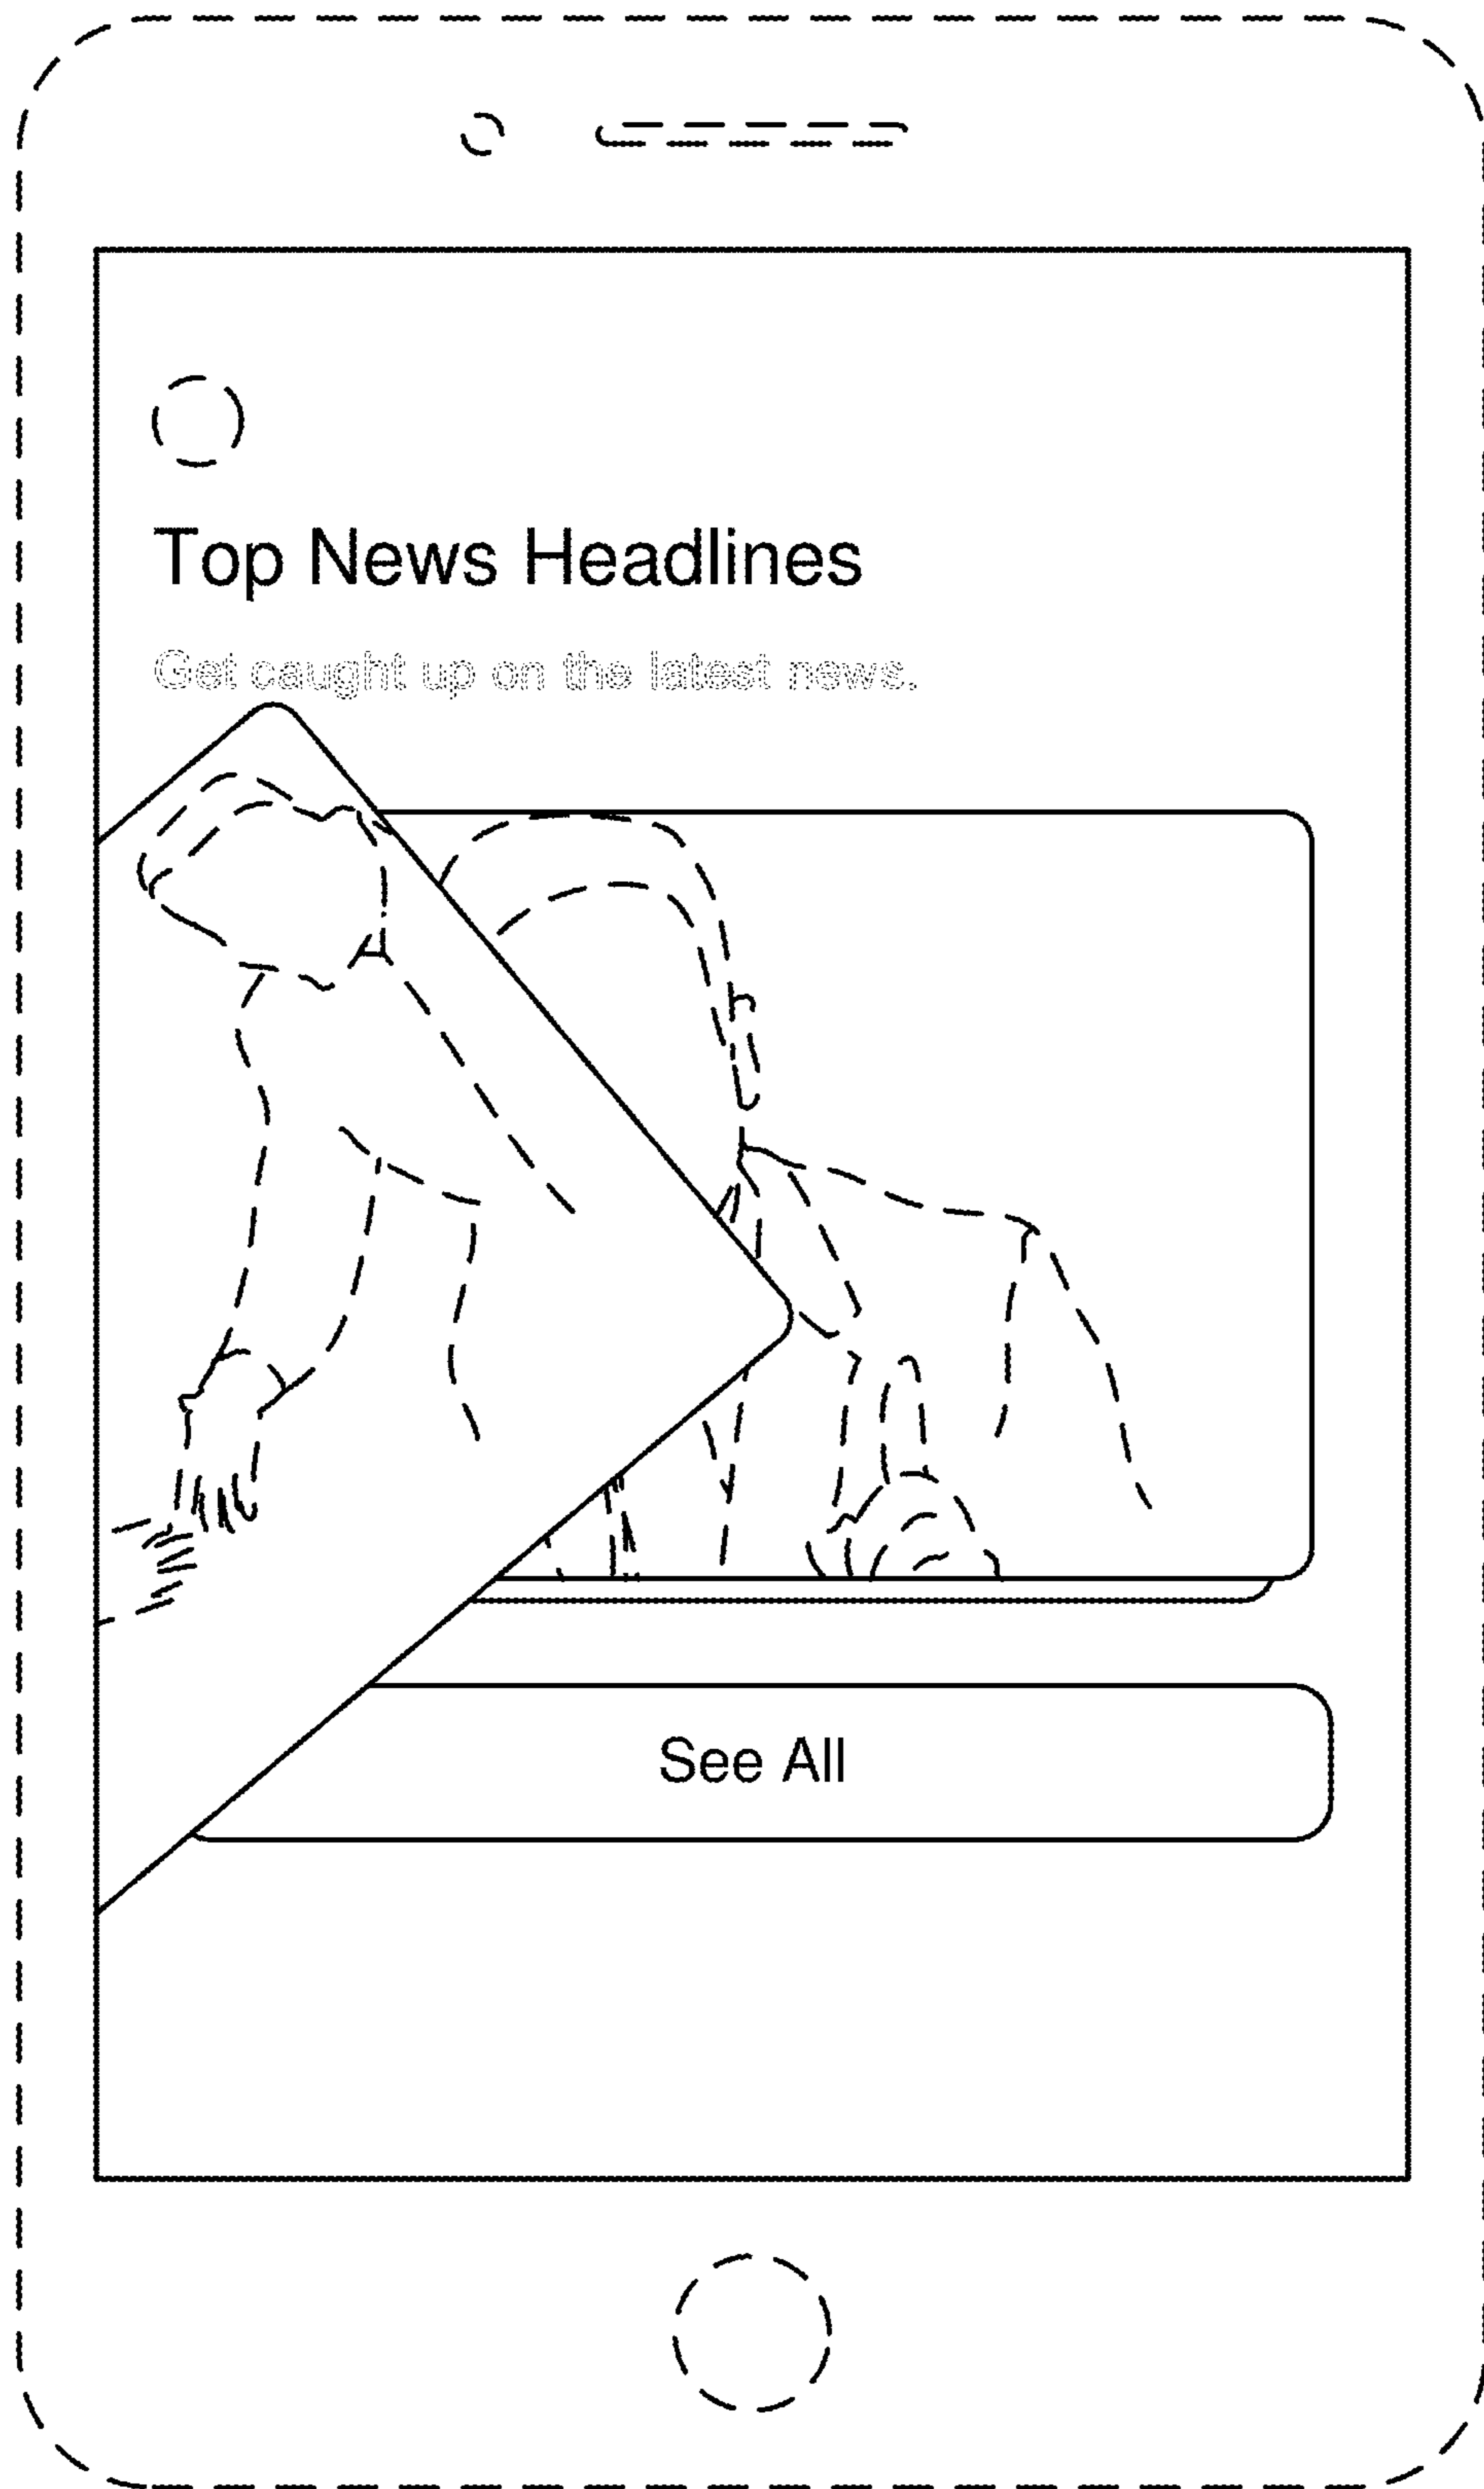 Top News Headlines
Get caught up on the latest news.
See All